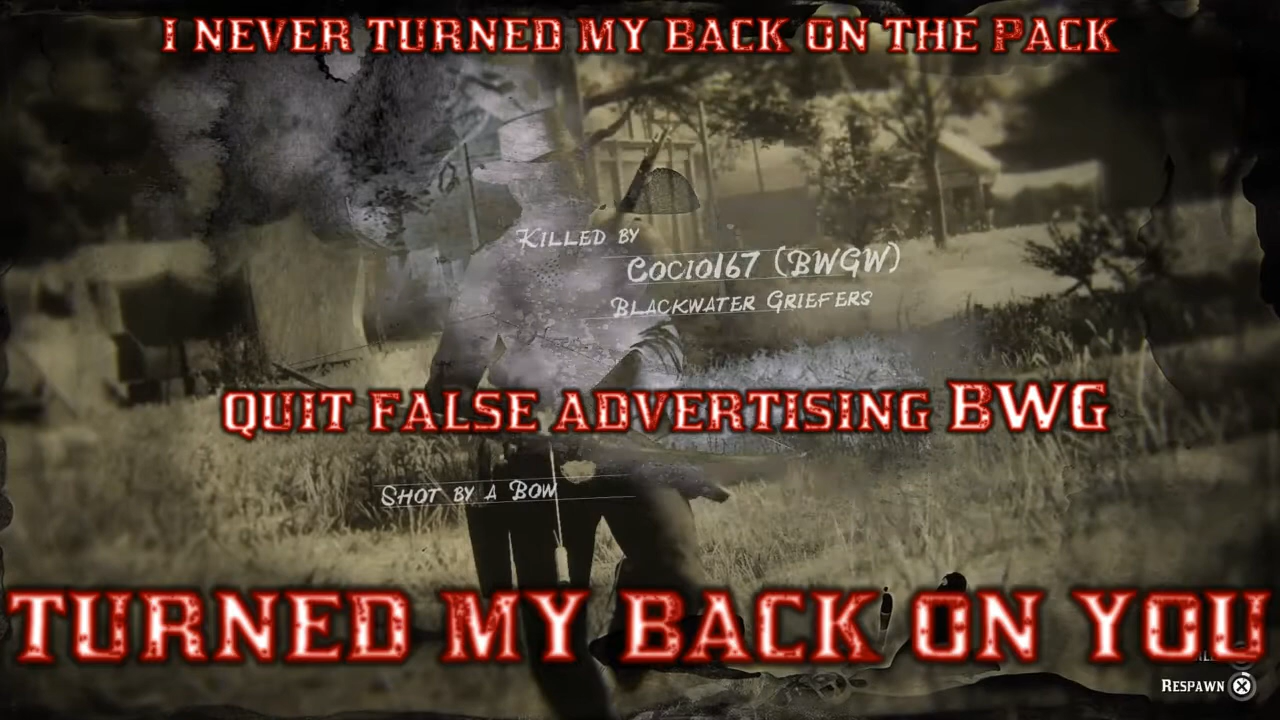 I NEVER TURNED MY BACK ON THE PACK
KILLED BY
COCIO167 (BWGW)
BLACKWATER GRIEFERS
QUIT FALSE ADVERTISING BWG
SHOT BY A BOW
TURNED MY BACK ON YOU
RESPAWN